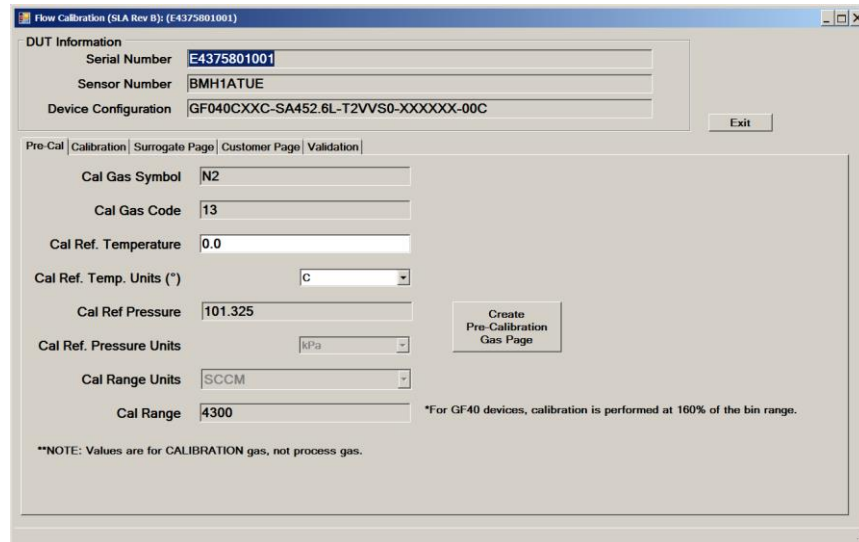 Flow Calibration (SLA Rev B): (E4375801001)
DUT Information
Serial Number E4375801001
Sensor Number BMH1ATUE
Device Configuration GF040CXXC-SA452.6L-T2VVS0-XXXXXX-00C
Exit
Pre-Cal Calibration Surrogate Page Customer Page Validation
Cal Gas Symbol N2
Cal Gas Code 13
Cal Ref. Temperature 0.0
Cal Ref. Temp. Units (°) C
Cal Ref Pressure 101.325
Create
Pre-Calibration
Gas Page
Cal Ref. Pressure Units kPa
Cal Range Units SCCM
Cal Range 4300 *For GF40 devices, calibration is performed at 160% of the bin range.
**NOTE: Values are for CALIBRATION gas, not process gas.